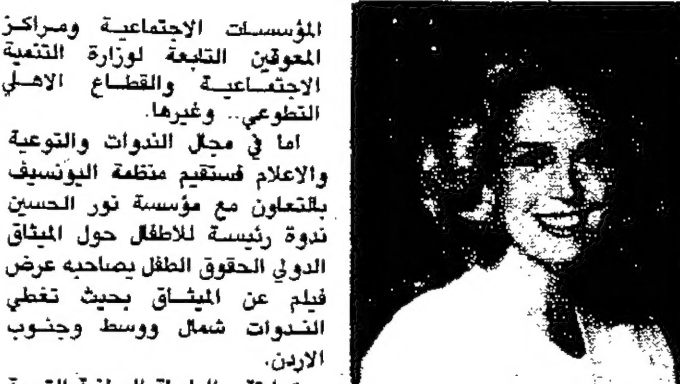 المؤسسات الاجتماعية ومراكز
المعوقين التابعة لوزارة التنمية
الاجتماعية والقطاع الاهلي
التطوعي.. وغيرها.
اما في مجال الندوات والتوعية
والاعلام فستقيم منظمة اليونسيف
بالتعاون مع مؤسسة نور الحسين
ندوة رئيسة للاطفال حول الميثاق
الدولي الحقوق الطفل يصاحبه عرض
فيلم عن الميثاق بحيث تغطي
الندوات شمال ووسط وجنوب
الاردن.